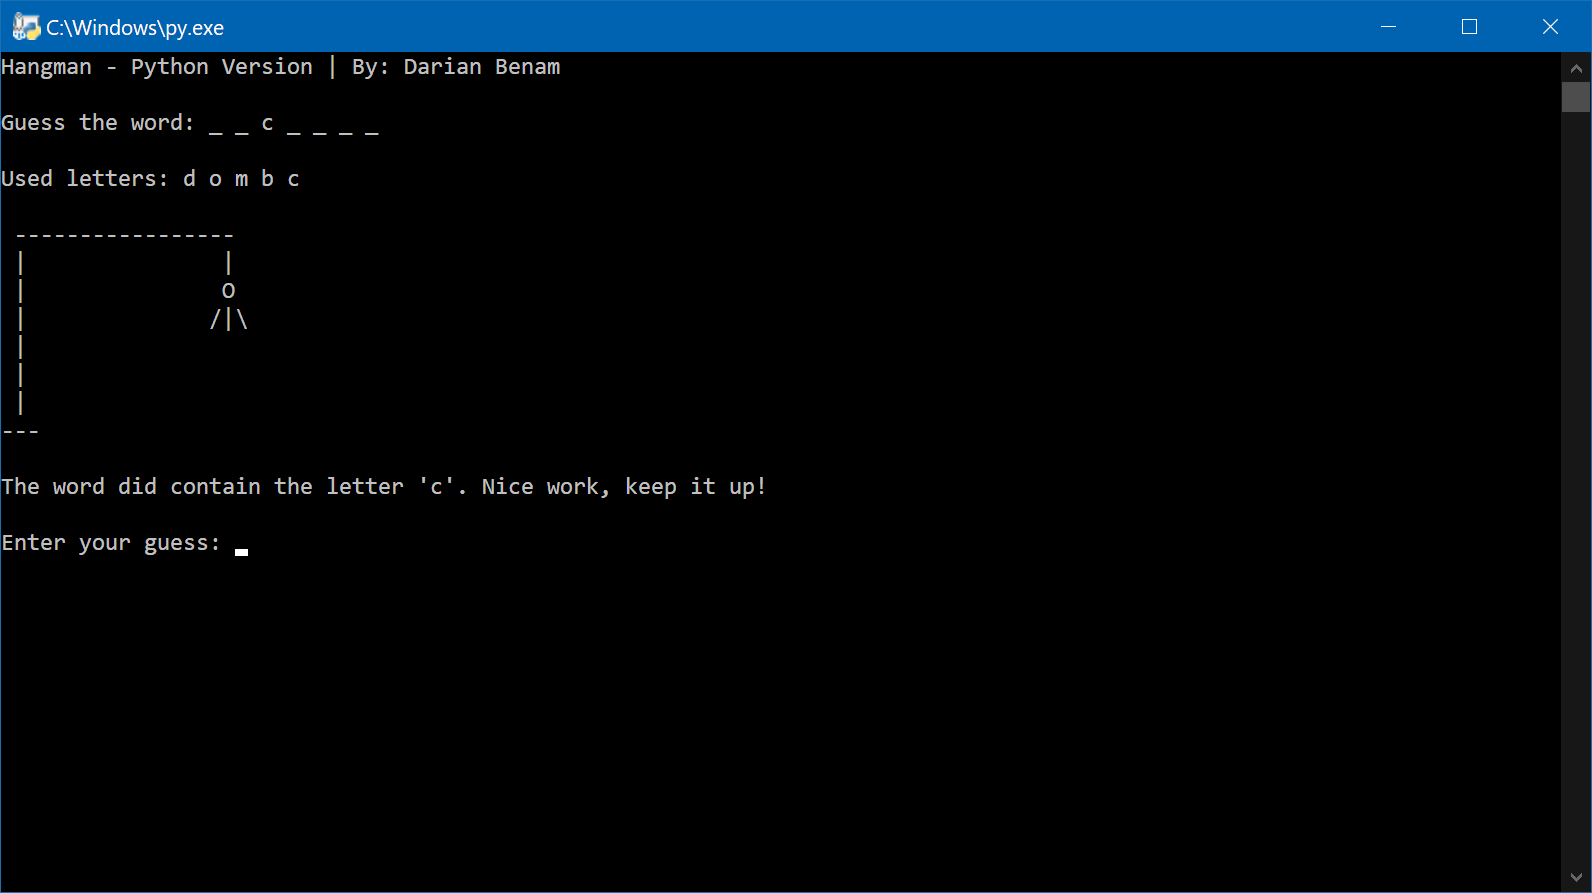 C:\Windows\py.exe
Hangman - Python Version | By: Darian Benam
Guess the word: _ _ c _ _ _ _
Used letters: d o m b c
 -----------------
 |               |
 |               o
 |              /|\
 |
 |
 |
---
The word did contain the letter 'c'. Nice work, keep it up!
Enter your guess: